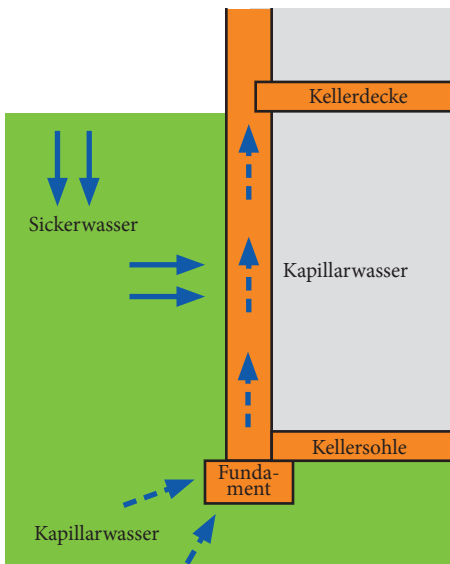 Kellerdecke
Sickerwasser
Kapillarwasser
Kellersohle
Funda-
ment
Kapillarwasser